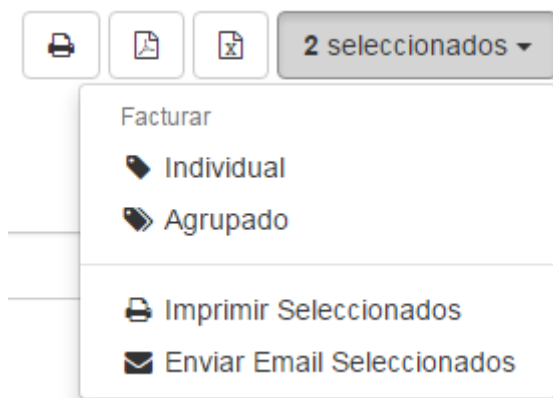 2 seleccionados
Facturar
Individual
Agrupado
Imprimir Seleccionados
Enviar Email Seleccionados